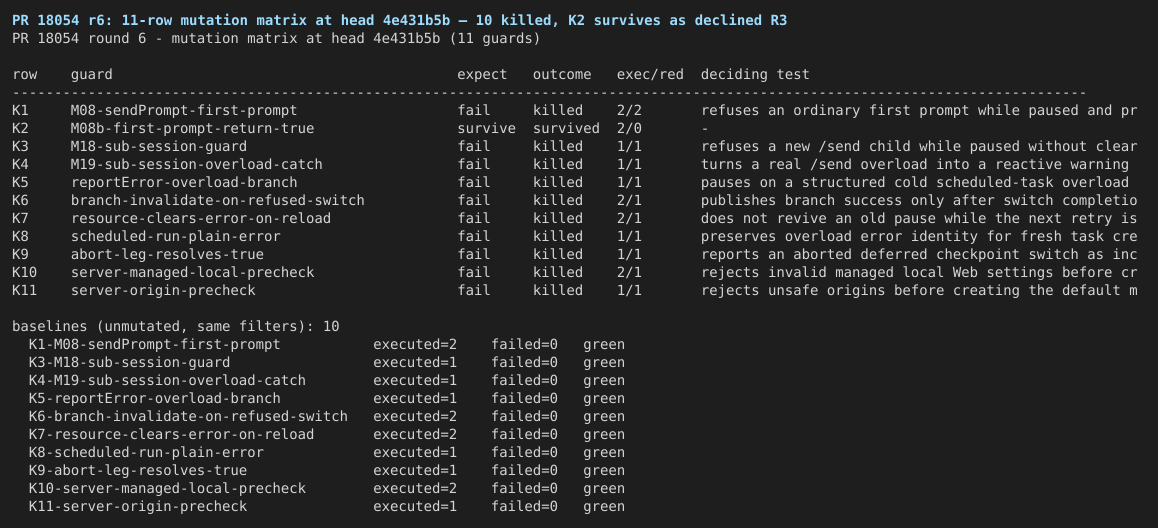 PR 18054 r6: 11-row mutation matrix at head 4e431b5b — 10 killed, K2 survives as declined R3
PR 18054 round 6 - mutation matrix at head 4e431b5b (11 guards)
row guard expect outcome exec/red deciding test
--------------------------------------------------------------------------------------------------------------------------------
K1 M08-sendPrompt-first-prompt fail killed 2/2 refuses an ordinary first prompt while paused and pr
K2 M08b-first-prompt-return-true survive survived 2/0 -
K3 M18-sub-session-guard fail killed 1/1 refuses a new /send child while paused without clear
K4 M19-sub-session-overload-catch fail killed 1/1 turns a real /send overload into a reactive warning
K5 reportError-overload-branch fail killed 1/1 pauses on a structured cold scheduled-task overload
K6 branch-invalidate-on-refused-switch fail killed 2/1 publishes branch success only after switch completio
K7 resource-clears-error-on-reload fail killed 2/1 does not revive an old pause while the next retry is
K8 scheduled-run-plain-error fail killed 1/1 preserves overload error identity for fresh task cre
K9 abort-leg-resolves-true fail killed 1/1 reports an aborted deferred checkpoint switch as inc
K10 server-managed-local-precheck fail killed 2/1 rejects invalid managed local Web settings before cr
K11 server-origin-precheck fail killed 1/1 rejects unsafe origins before creating the default m
baselines (unmutated, same filters): 10
K1-M08-sendPrompt-first-prompt executed=2 failed=0 green
K3-M18-sub-session-guard executed=1 failed=0 green
K4-M19-sub-session-overload-catch executed=1 failed=0 green
K5-reportError-overload-branch executed=1 failed=0 green
K6-branch-invalidate-on-refused-switch executed=2 failed=0 green
K7-resource-clears-error-on-reload executed=2 failed=0 green
K8-scheduled-run-plain-error executed=1 failed=0 green
K9-abort-leg-resolves-true executed=1 failed=0 green
K10-server-managed-local-precheck executed=2 failed=0 green
K11-server-origin-precheck executed=1 failed=0 green